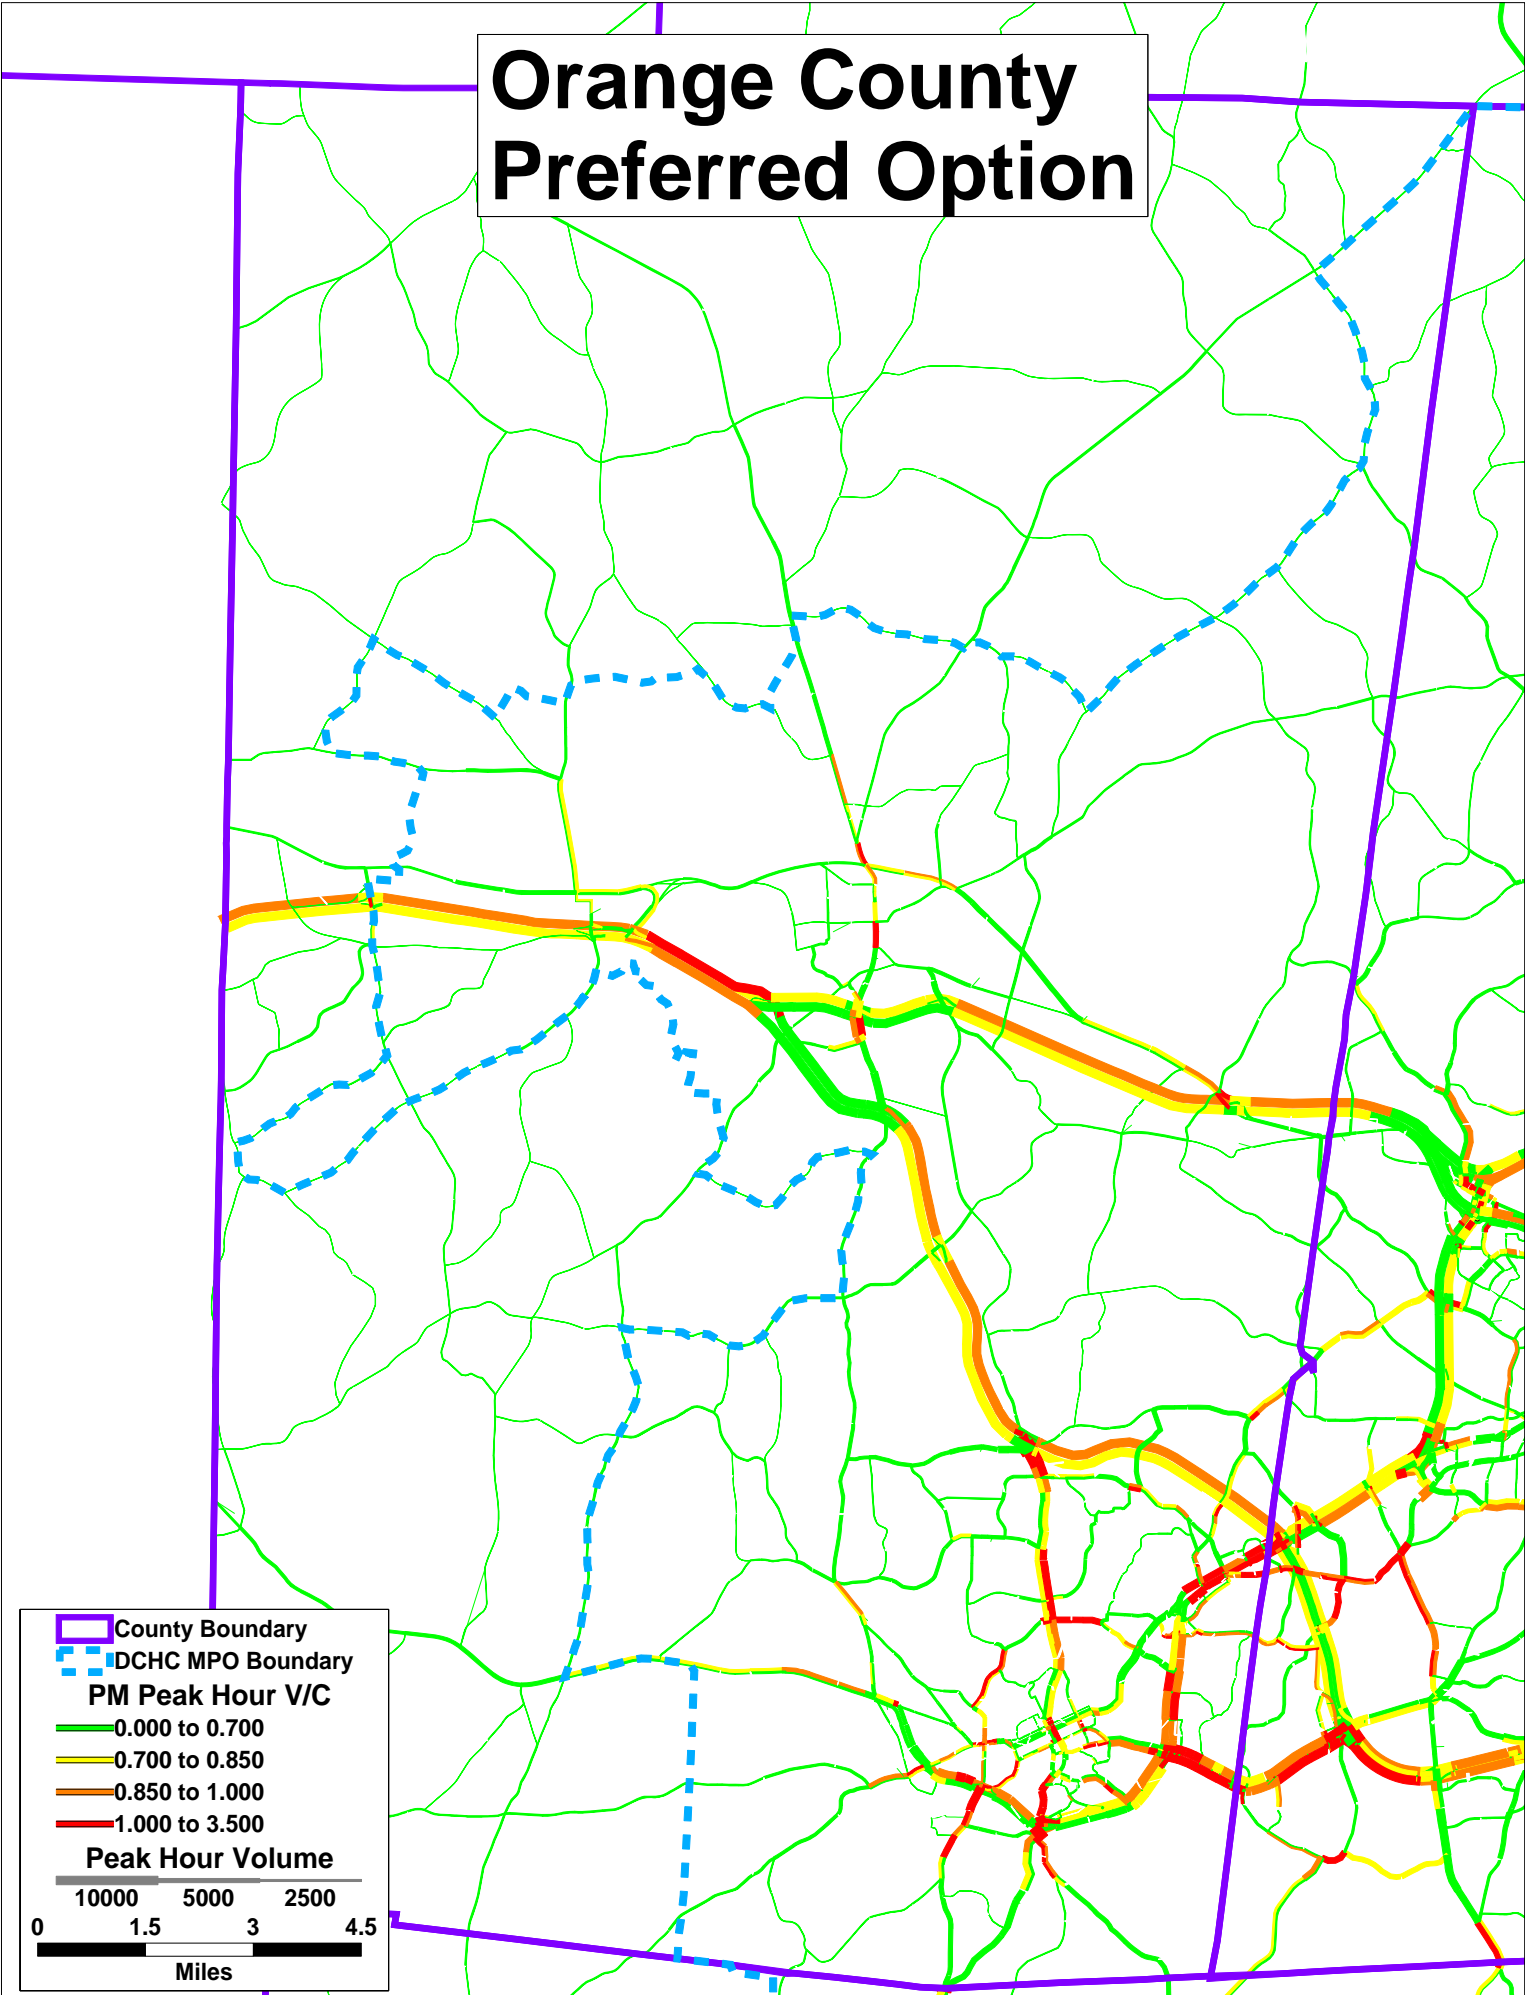 Orange County
Preferred Option
County Boundary
DCHC MPO Boundary
PM Peak Hour V/C
0.000 to 0.700
0.700 to 0.850
0.850 to 1.000
1.000 to 3.500
Peak Hour Volume
10000 5000 2500
0 1.5 3 4.5
Miles